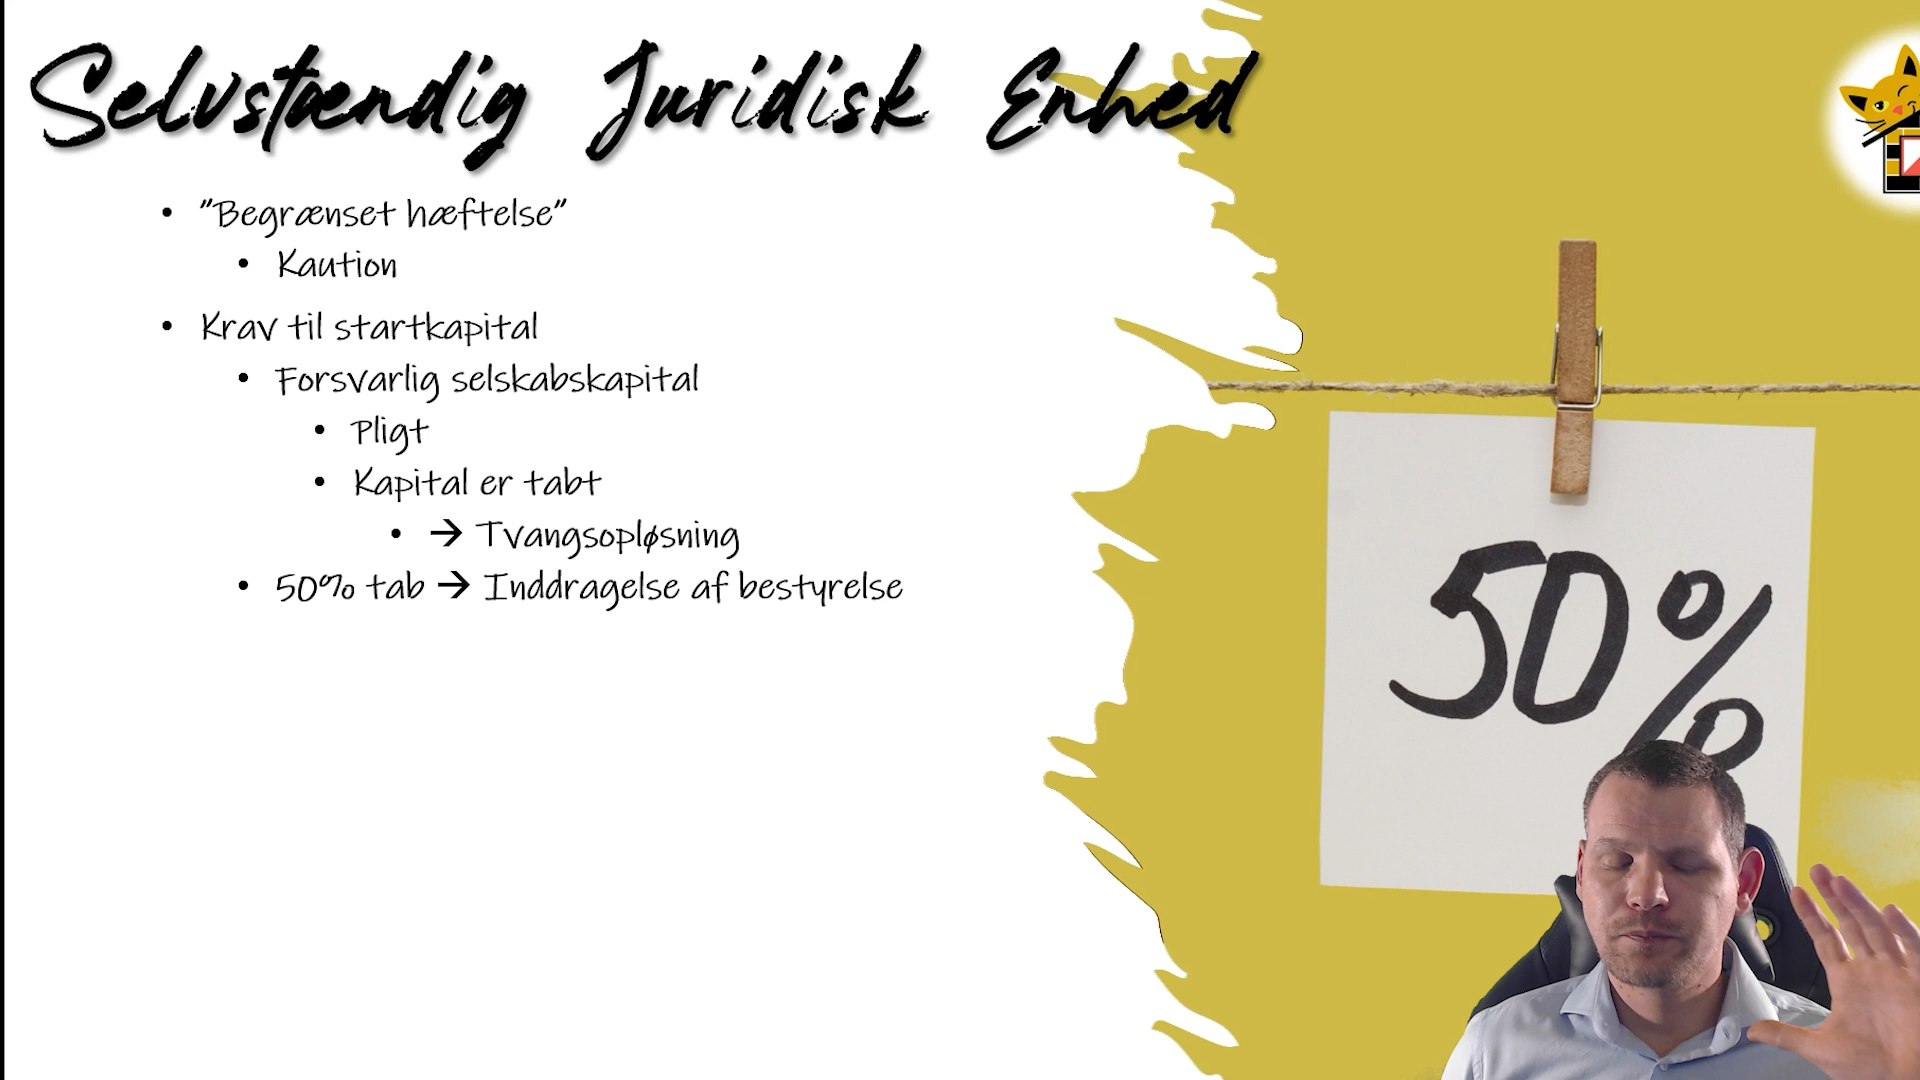 Selvstændig Juridisk Enhed
• "Begrænset hæftelse"
• Kaution
• Krav til startkapital
• Forsvarlig selskabskapital
• Pligt
• Kapital er tabt
• → Tvangsopløsning
• 50% tab → Inddragelse af bestyrelse
50%